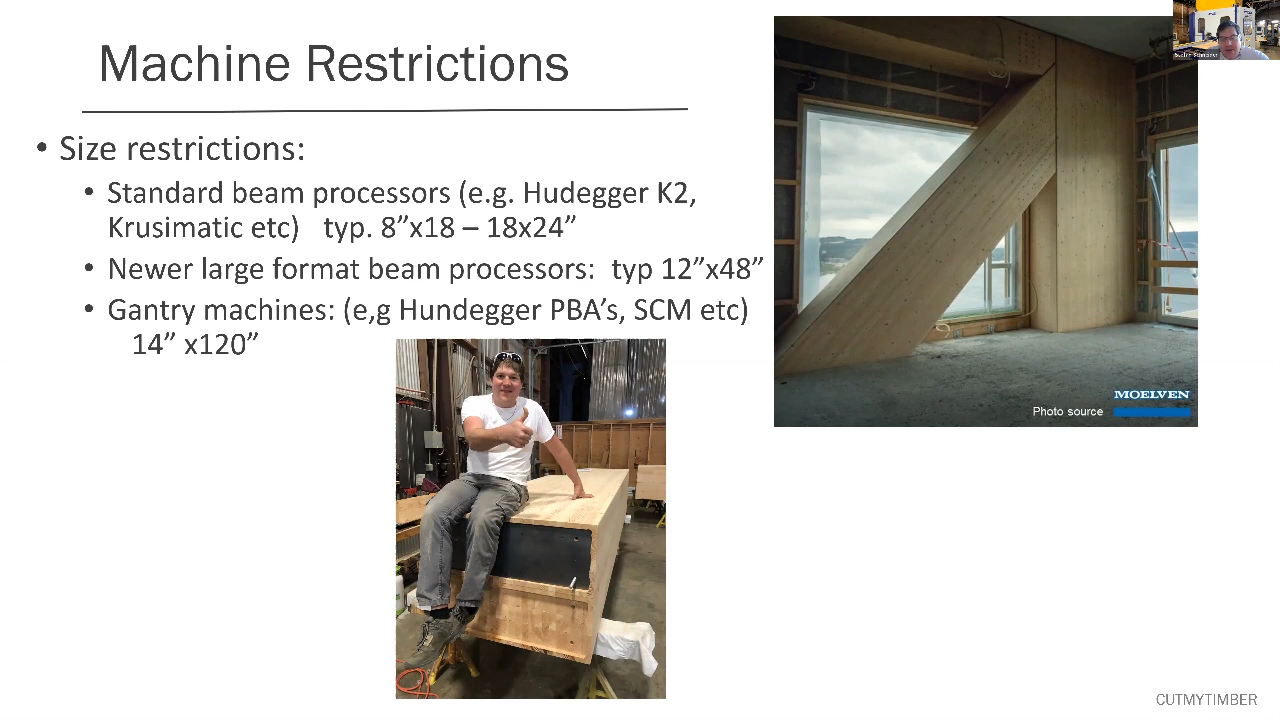 Machine Restrictions
• Size restrictions:
• Standard beam processors (e.g. Hudegger K2,
Krusimatic etc) typ. 8”x18 – 18x24”
• Newer large format beam processors: typ 12”x48”
• Gantry machines: (e,g Hundegger PBA’s, SCM etc)
14” x120”
MOELVEN
Photo source
CUTMYTIMBER